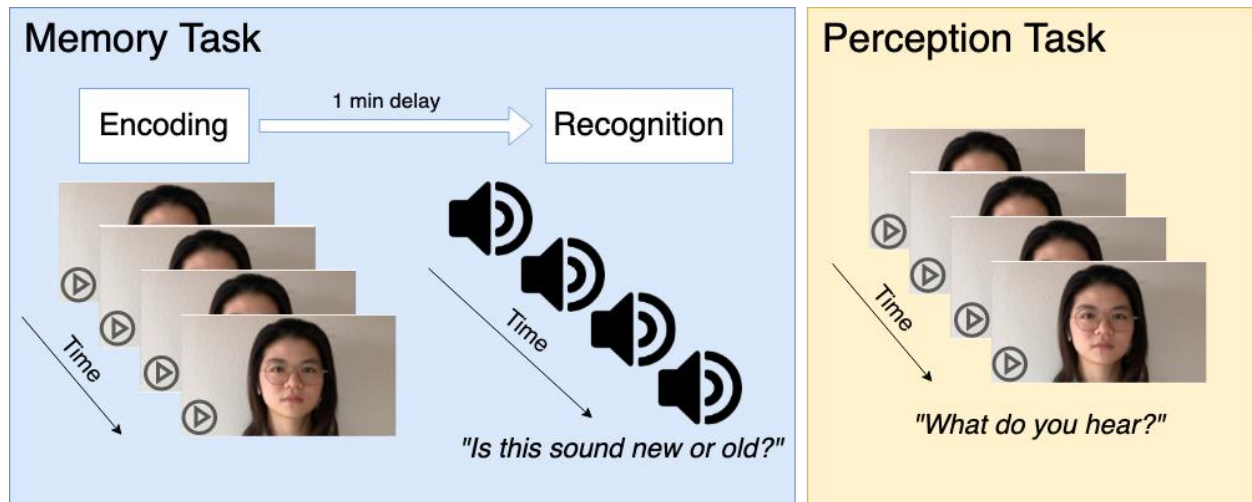 Memory Task
Encoding
1 min delay
Recognition
Time
Time
"Is this sound new or old?"
Perception Task
Time
"What do you hear?"